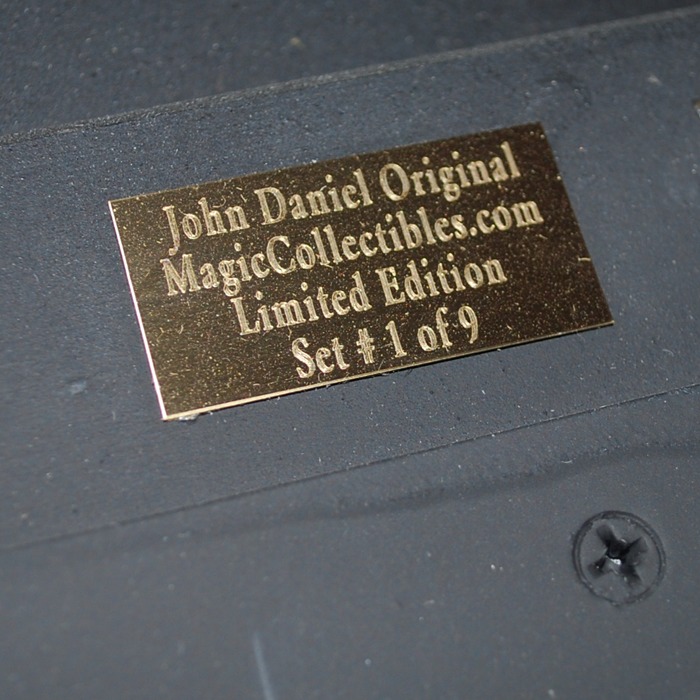 John Daniel Original
MagicCollectibles.com
Limited Edition
Set # 1 of 9